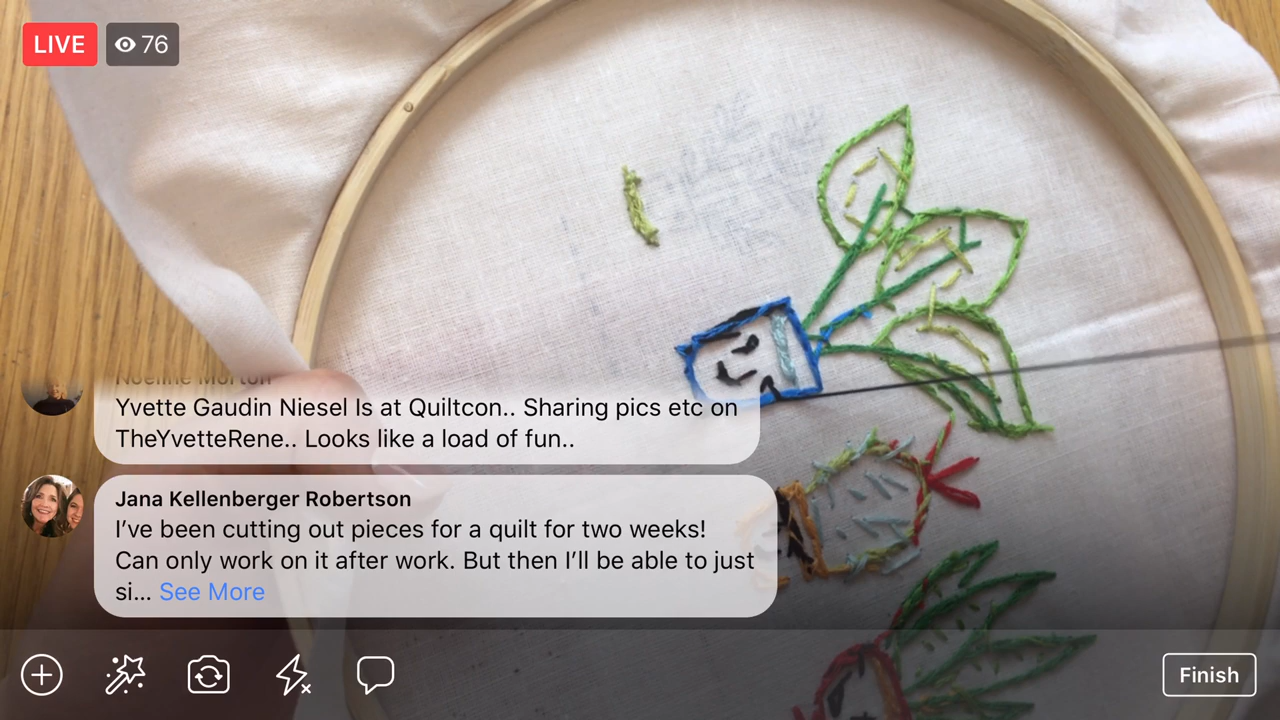 LIVE 76
Noeline Morton
Yvette Gaudin Niesel Is at Quiltcon.. Sharing pics etc on
TheYvetteRene.. Looks like a load of fun..
Jana Kellenberger Robertson
I’ve been cutting out pieces for a quilt for two weeks!
Can only work on it after work. But then I’ll be able to just
si... See More
Finish